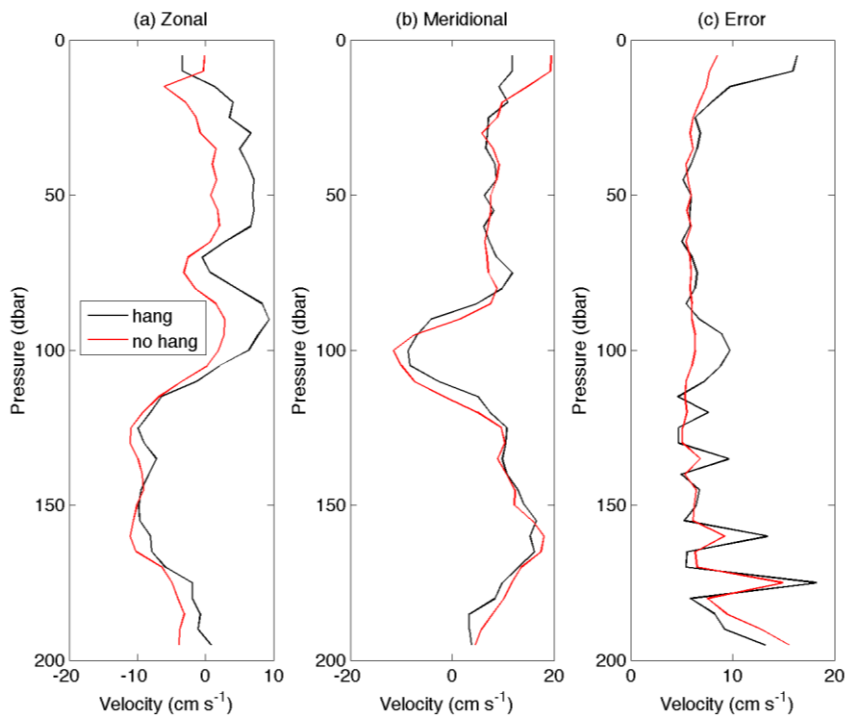 (a) Zonal
(b) Meridional
(c) Error
0
50
100
150
200
Pressure (dbar)
hang
no hang
-20
-10
0
10
Velocity (cm s-1)
0
50
100
150
200
Pressure (dbar)
-20
0
20
Velocity (cm s-1)
0
50
100
150
200
Pressure (dbar)
0
10
20
Velocity (cm s-1)